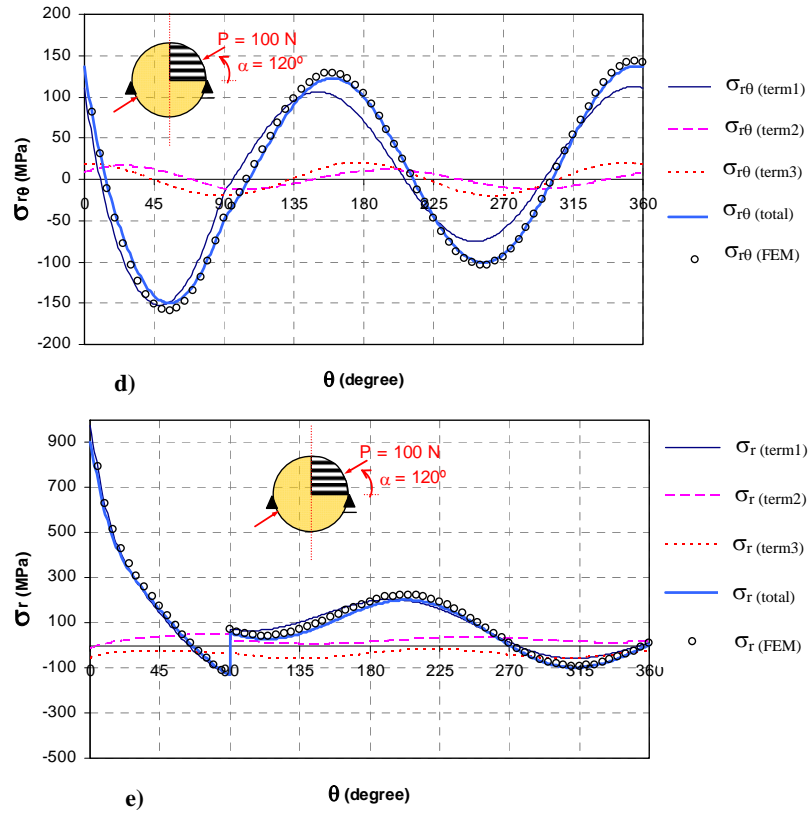 200
150
100
50
0
-50
-100
-150
-200
σrθ (MPa)
P = 100 N
α = 120º
0 45 90 135 180 225 270 315 360
θ (degree)
d)
σrθ (term1)
σrθ (term2)
σrθ (term3)
σrθ (total)
σrθ (FEM)
900
700
500
300
100
-100
-300
-500
σr (MPa)
P = 100 N
α = 120º
0 45 90 135 180 225 270 315 360
θ (degree)
e)
σr (term1)
σr (term2)
σr (term3)
σr (total)
σr (FEM)